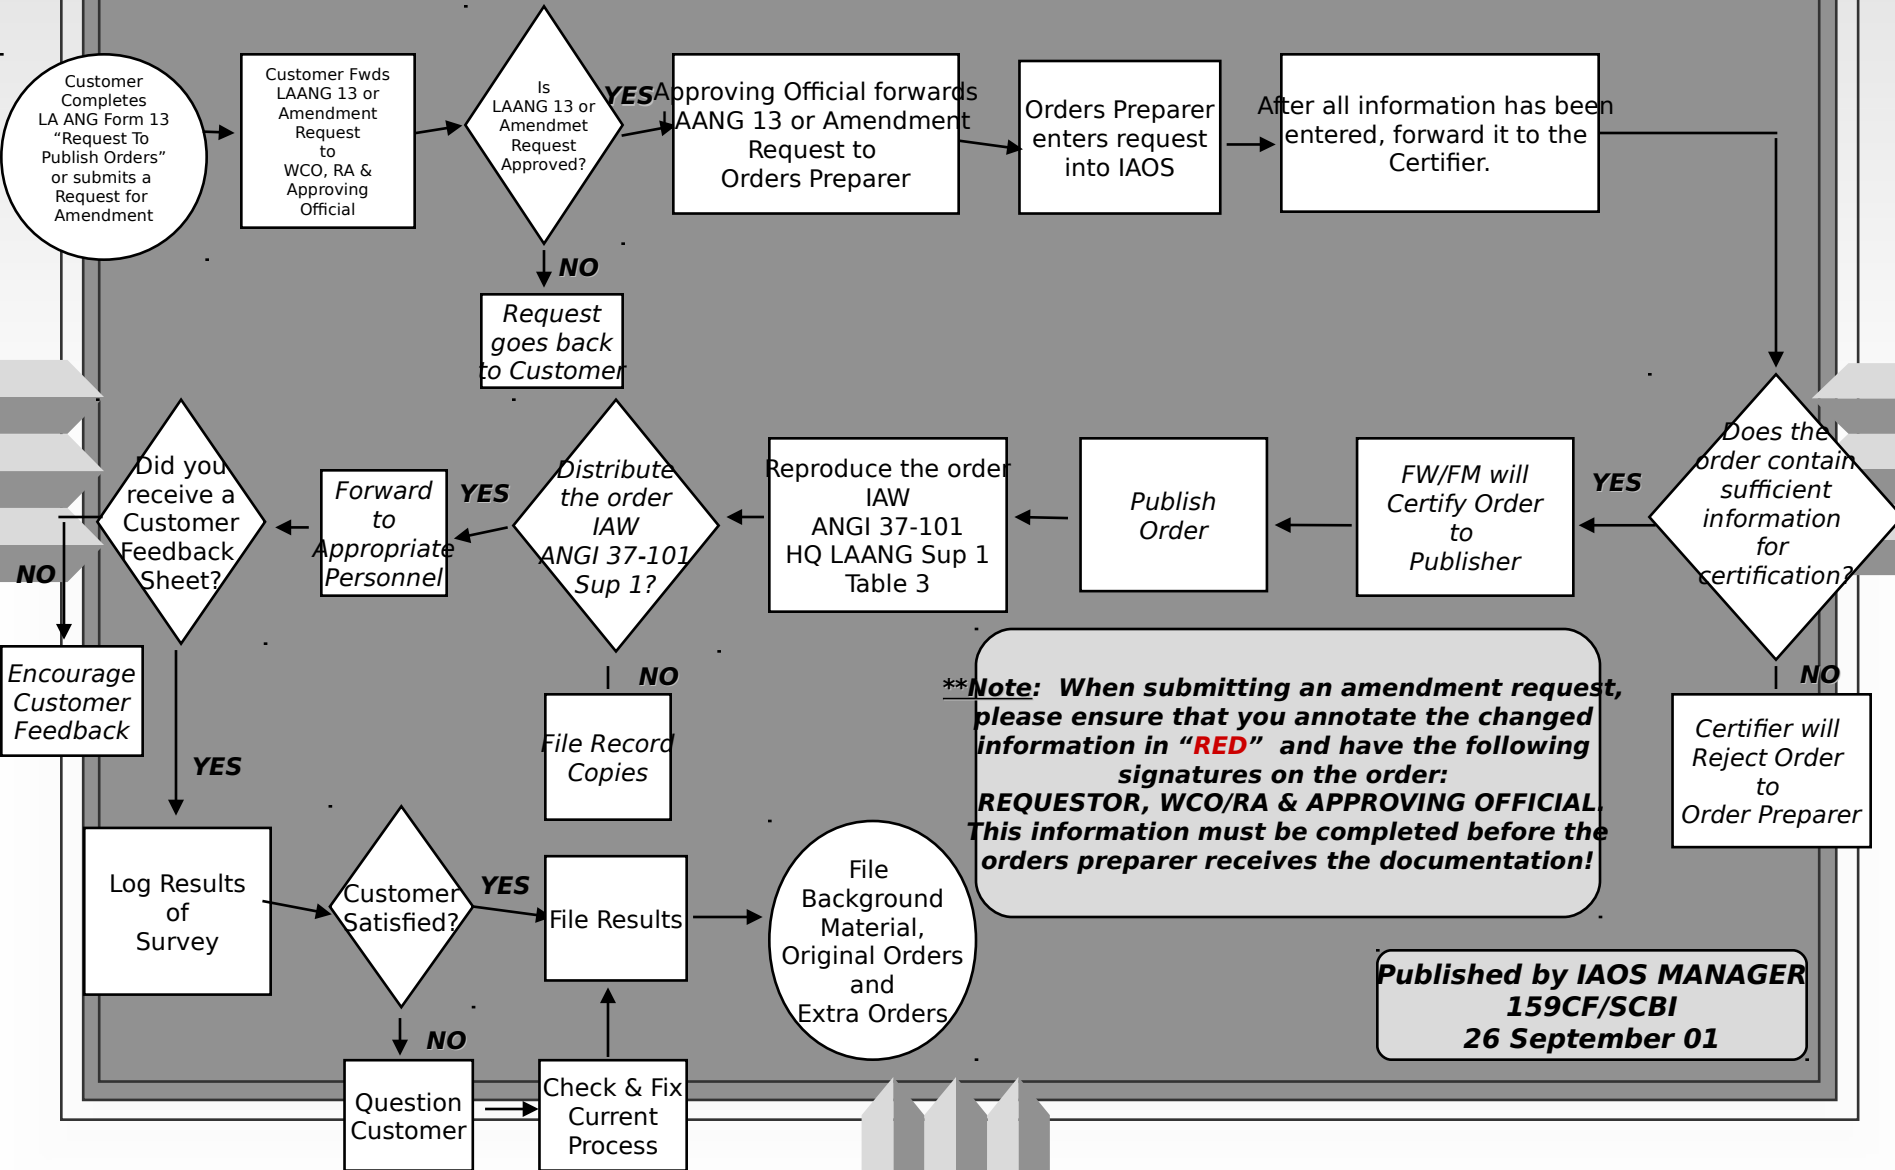 Customer
Completes
LA ANG Form 13
“Request To
Publish Orders”
or submits a
Request for
Amendment
Customer Fwds
LAANG 13 or
Amendment
Request
to
WCO, RA &
Approving
Official
Is
LAANG 13 or
Amendmet
Request
Approved?
YES
Approving Official forwards
LAANG 13 or Amendment
Request to
Orders Preparer
Orders Preparer
enters request
into IAOS
After all information has been
entered, forward it to the
Certifier.
NO
Request
goes back
to Customer
Does the
order contain
sufficient
information
for
certification?
YES
FW/FM will
Certify Order
to
Publisher
Publish
Order
Reproduce the order
IAW
ANGI 37-101
HQ LAANG Sup 1
Table 3
Distribute
the order
IAW
ANGI 37-101
Sup 1?
YES
Forward
to
Appropriate
Personnel
Did you
receive a
Customer
Feedback
Sheet?
NO
Encourage
Customer
Feedback
YES
NO
File Record
Copies
**Note:  When submitting an amendment request,
please ensure that you annotate the changed
information in “RED”  and have the following
signatures on the order:
REQUESTOR, WCO/RA & APPROVING OFFICIAL.
This information must be completed before the
orders preparer receives the documentation!
NO
Certifier will
Reject Order
to
Order Preparer
Log Results
of
Survey
Customer
Satisfied?
YES
File Results
File
Background
Material,
Original Orders
and
Extra Orders
NO
Question
Customer
Check & Fix
Current
Process
Published by IAOS MANAGER
159CF/SCBI
26 September 01